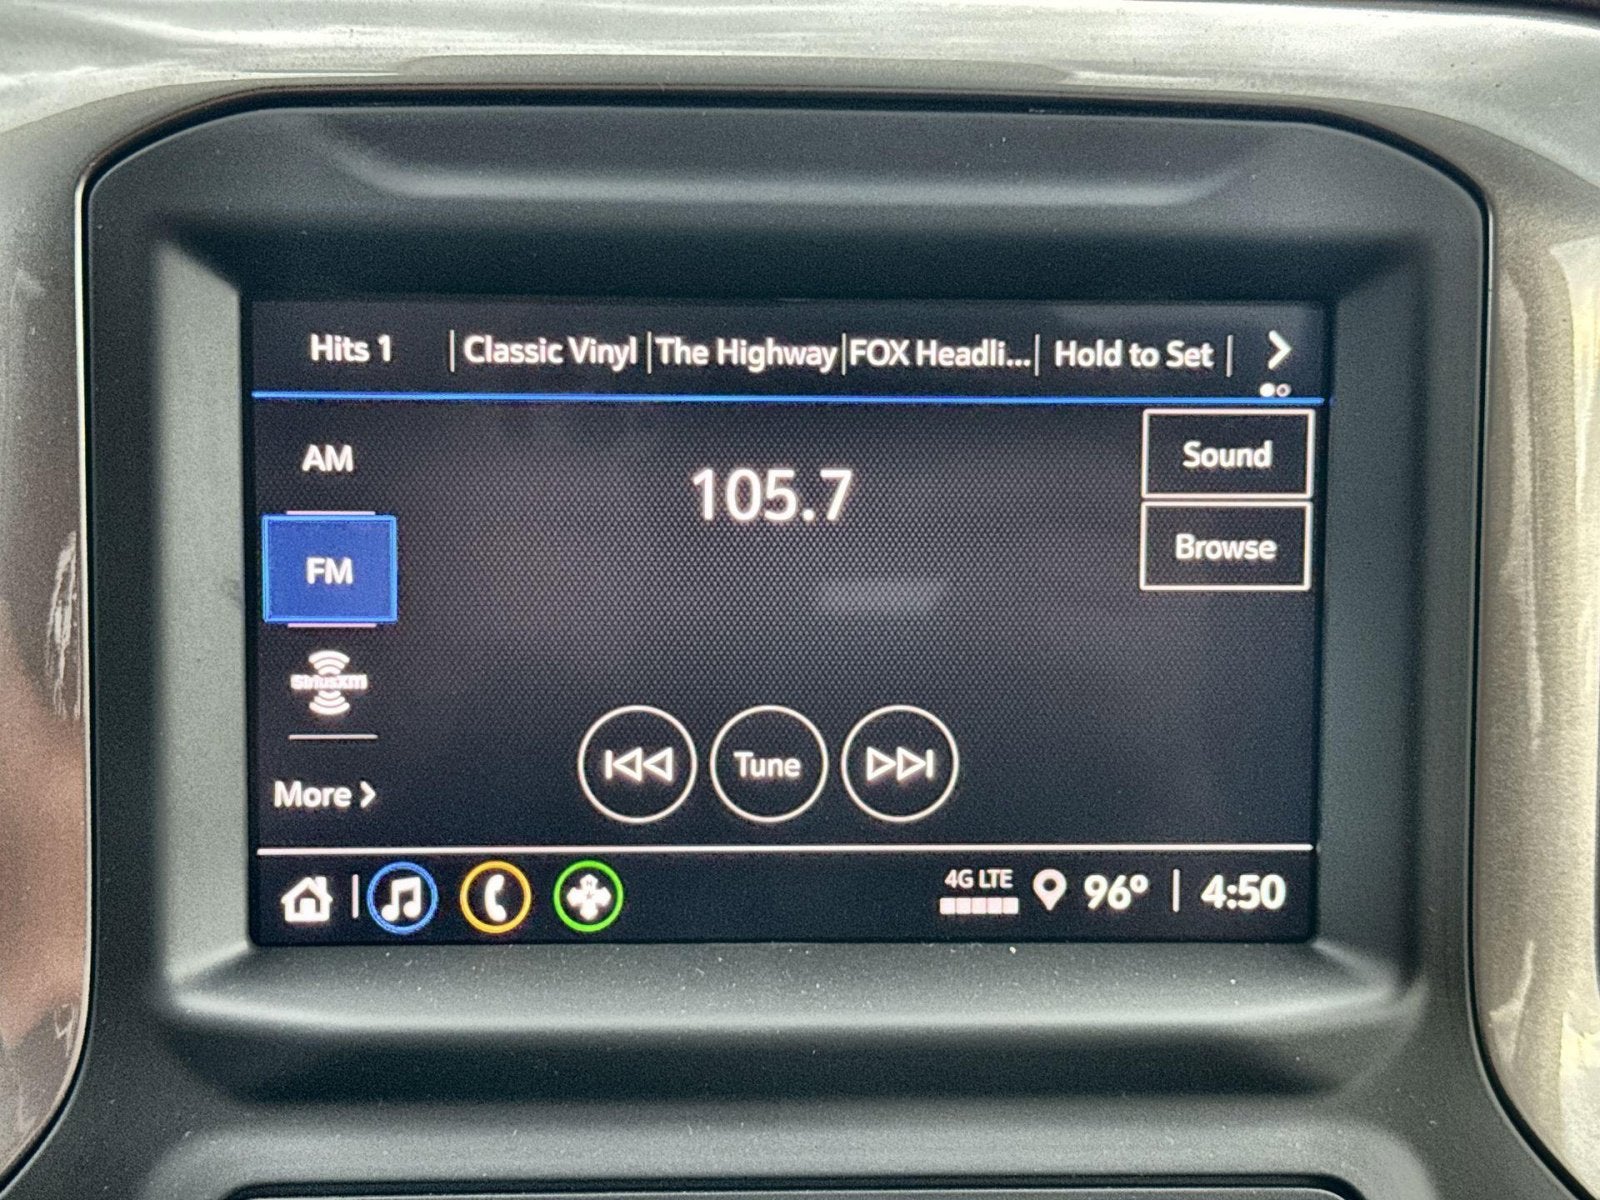 Hits 1 | Classic Vinyl | The Highway | FOX Headli... | Hold to Set |
AM
105.7
Sound
FM
Browse
SiriusXM
Tune
More
4G LTE 96° | 4:50